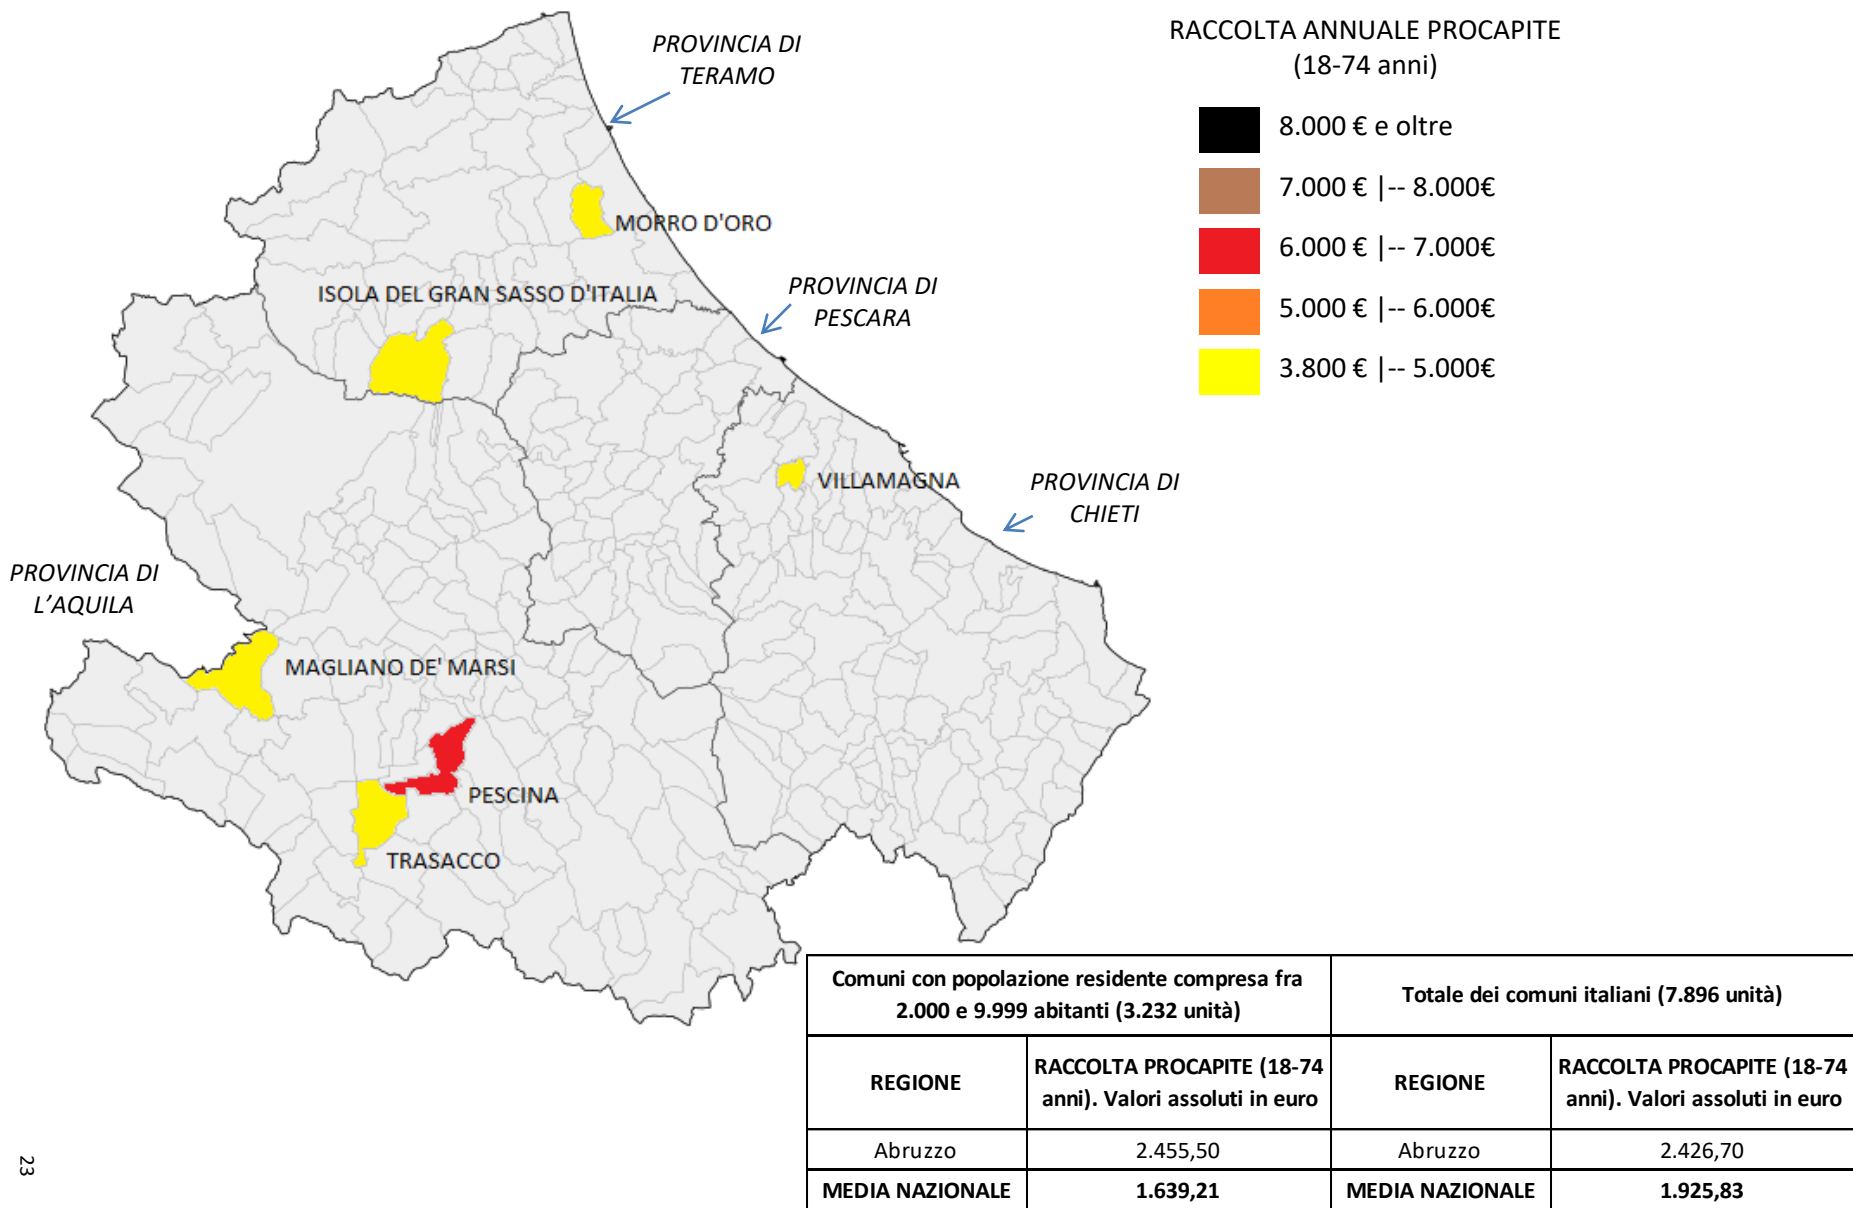 RACCOLTA ANNUALE PROCAPITE
(18-74 anni)
8.000 € e oltre
7.000 € |-- 8.000€
6.000 € |-- 7.000€
5.000 € |-- 6.000€
3.800 € |-- 5.000€
PROVINCIA DI
TERAMO
MORRO D'ORO
ISOLA DEL GRAN SASSO D'ITALIA
PROVINCIA DI
PESCARA
VILLAMAGNA
PROVINCIA DI
CHIETI
PROVINCIA DI
L’AQUILA
MAGLIANO DE' MARSI
PESCINA
TRASACCO
Comuni con popolazione residente compresa fra
2.000 e 9.999 abitanti (3.232 unità)
Totale dei comuni italiani (7.896 unità)
REGIONE
RACCOLTA PROCAPITE (18-74
anni). Valori assoluti in euro
REGIONE
RACCOLTA PROCAPITE (18-74
anni). Valori assoluti in euro
Abruzzo
2.455,50
Abruzzo
2.426,70
MEDIA NAZIONALE
1.639,21
MEDIA NAZIONALE
1.925,83
23